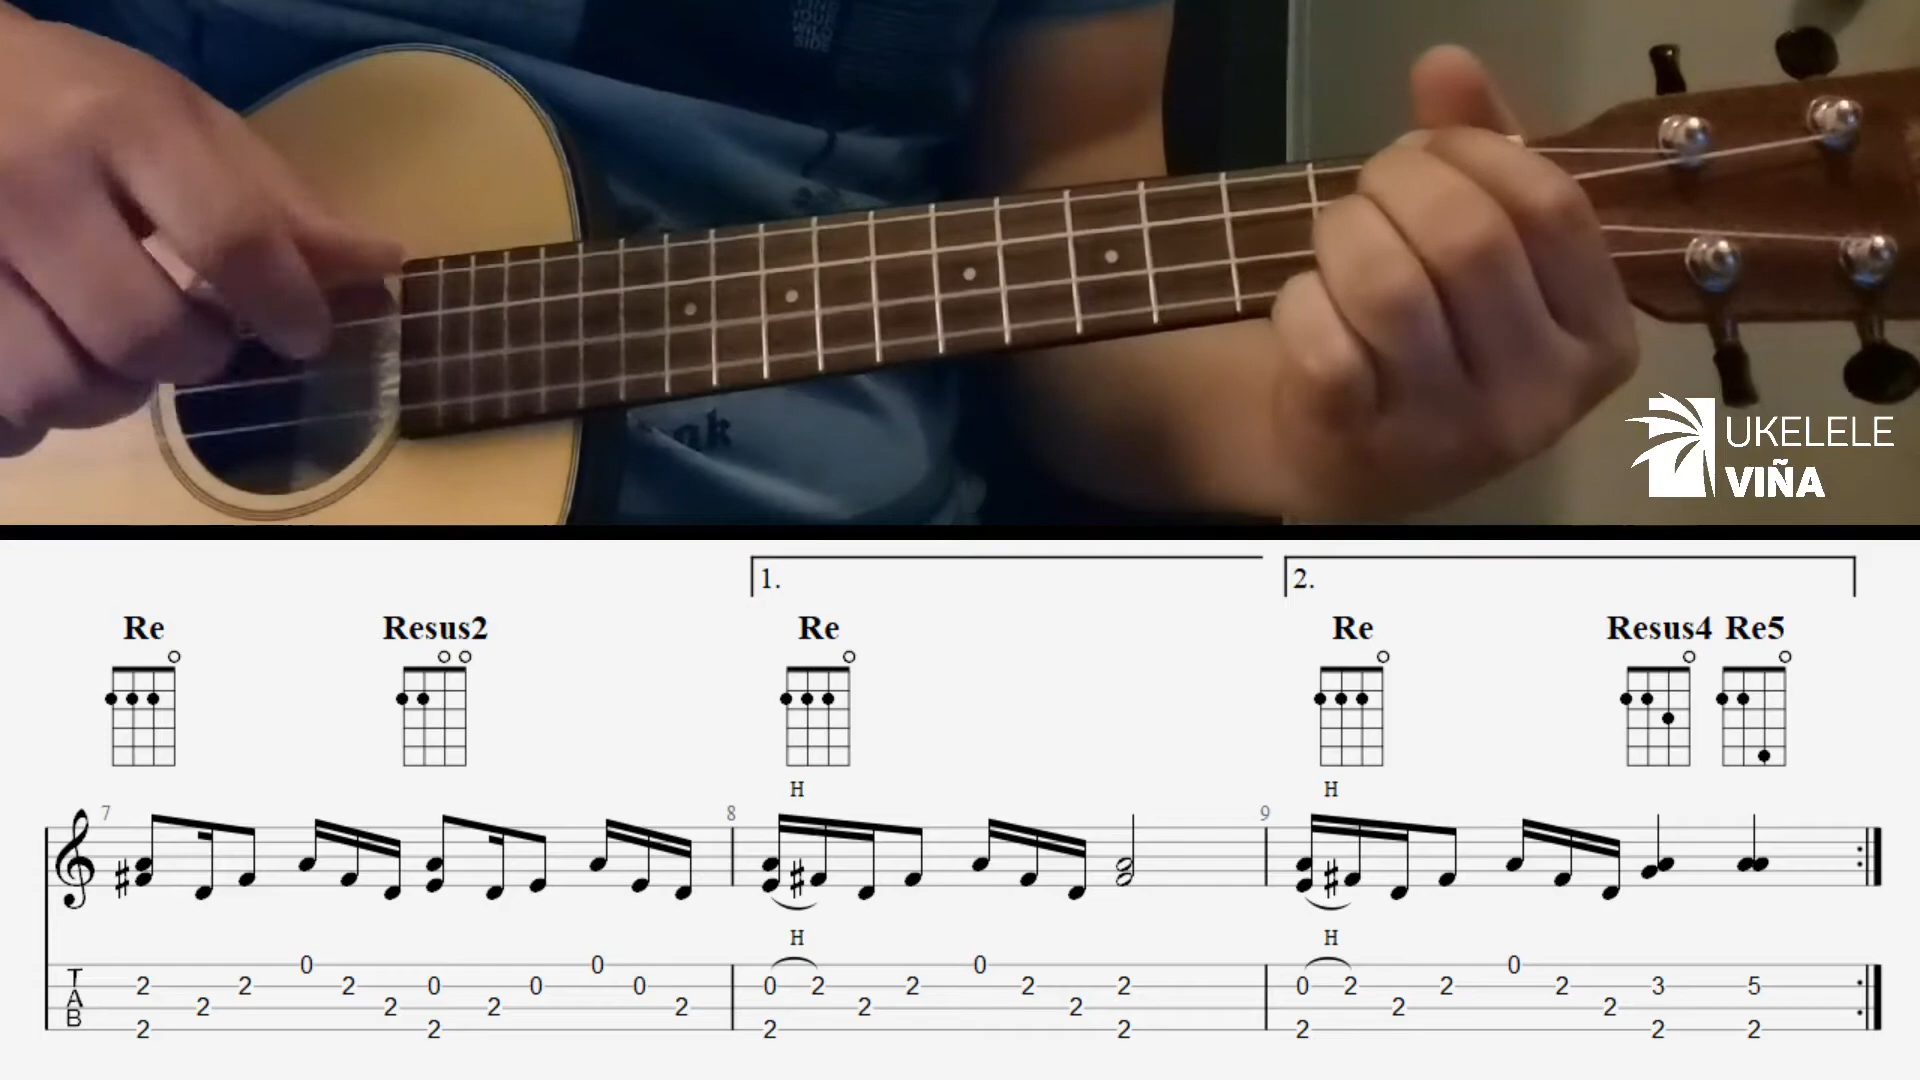 UKELELE
VIÑA
1. 2.
Re Resus2 Re Re Resus4 Re5
H H
7 8 9
H H
0 0 0 0
T 2 2 2 0 0 0 0 2 2 2 2 0 2 2 2 3 5
A 2 2 2 2 2 2 2 2
B 2 2 2 2 2 2 2